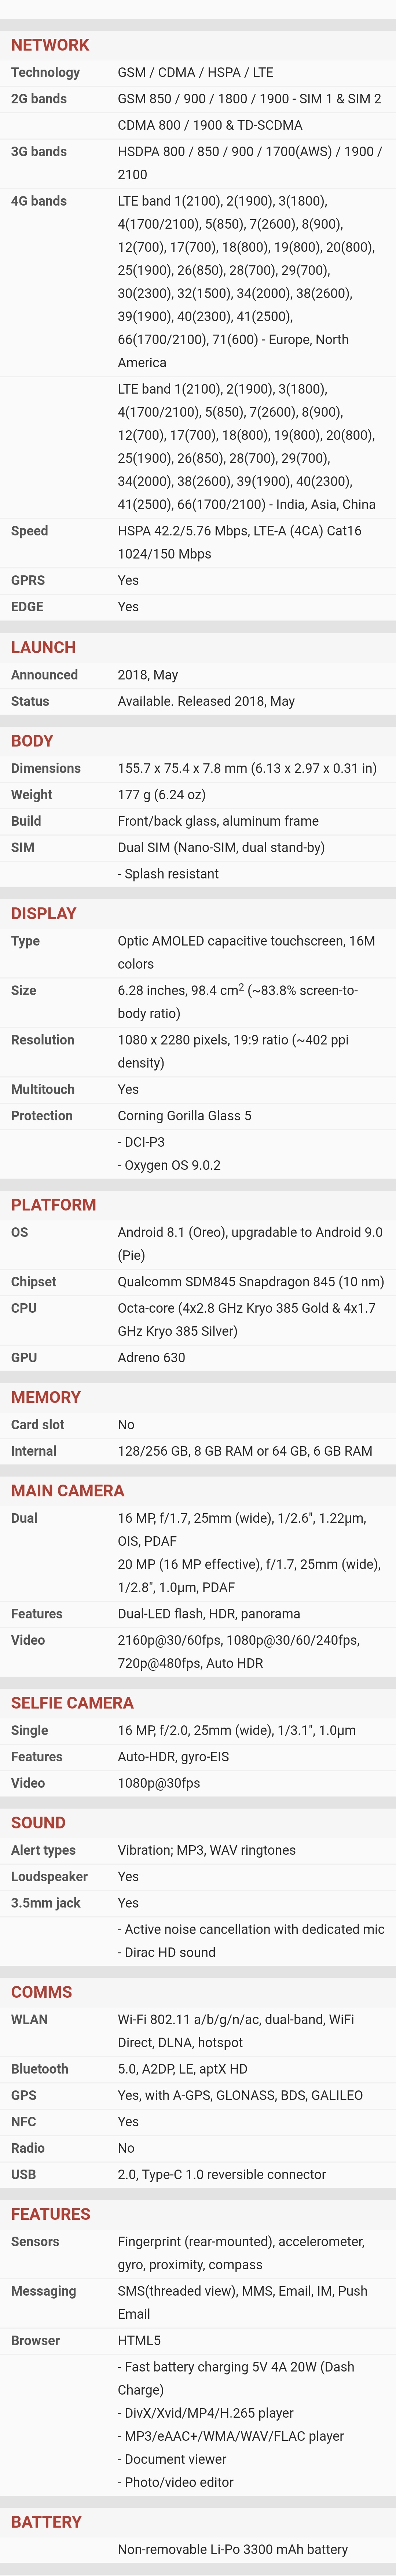 NETWORK
Technology GSM / CDMA / HSPA / LTE
2G bands GSM 850 / 900 / 1800 / 1900 - SIM 1 & SIM 2
CDMA 800 / 1900 & TD-SCDMA
3G bands HSDPA 800 / 850 / 900 / 1700(AWS) / 1900 /
2100
4G bands LTE band 1(2100), 2(1900), 3(1800),
4(1700/2100), 5(850), 7(2600), 8(900),
12(700), 17(700), 18(800), 19(800), 20(800),
25(1900), 26(850), 28(700), 29(700),
30(2300), 32(1500), 34(2000), 38(2600),
39(1900), 40(2300), 41(2500),
66(1700/2100), 71(600) - Europe, North
America
LTE band 1(2100), 2(1900), 3(1800),
4(1700/2100), 5(850), 7(2600), 8(900),
12(700), 17(700), 18(800), 19(800), 20(800),
25(1900), 26(850), 28(700), 29(700),
34(2000), 38(2600), 39(1900), 40(2300),
41(2500), 66(1700/2100) - India, Asia, China
Speed HSPA 42.2/5.76 Mbps, LTE-A (4CA) Cat16
1024/150 Mbps
GPRS Yes
EDGE Yes
LAUNCH
Announced 2018, May
Status Available. Released 2018, May
BODY
Dimensions 155.7 x 75.4 x 7.8 mm (6.13 x 2.97 x 0.31 in)
Weight 177 g (6.24 oz)
Build Front/back glass, aluminum frame
SIM Dual SIM (Nano-SIM, dual stand-by)
- Splash resistant
DISPLAY
Type Optic AMOLED capacitive touchscreen, 16M
colors
Size 6.28 inches, 98.4 cm² (~83.8% screen-to-
body ratio)
Resolution 1080 x 2280 pixels, 19:9 ratio (~402 ppi
density)
Multitouch Yes
Protection Corning Gorilla Glass 5
- DCI-P3
- Oxygen OS 9.0.2
PLATFORM
OS Android 8.1 (Oreo), upgradable to Android 9.0
(Pie)
Chipset Qualcomm SDM845 Snapdragon 845 (10 nm)
CPU Octa-core (4x2.8 GHz Kryo 385 Gold & 4x1.7
GHz Kryo 385 Silver)
GPU Adreno 630
MEMORY
Card slot No
Internal 128/256 GB, 8 GB RAM or 64 GB, 6 GB RAM
MAIN CAMERA
Dual 16 MP, f/1.7, 25mm (wide), 1/2.6", 1.22µm,
OIS, PDAF
20 MP (16 MP effective), f/1.7, 25mm (wide),
1/2.8", 1.0µm, PDAF
Features Dual-LED flash, HDR, panorama
Video 2160p@30/60fps, 1080p@30/60/240fps,
720p@480fps, Auto HDR
SELFIE CAMERA
Single 16 MP, f/2.0, 25mm (wide), 1/3.1", 1.0µm
Features Auto-HDR, gyro-EIS
Video 1080p@30fps
SOUND
Alert types Vibration; MP3, WAV ringtones
Loudspeaker Yes
3.5mm jack Yes
- Active noise cancellation with dedicated mic
- Dirac HD sound
COMMS
WLAN Wi-Fi 802.11 a/b/g/n/ac, dual-band, WiFi
Direct, DLNA, hotspot
Bluetooth 5.0, A2DP, LE, aptX HD
GPS Yes, with A-GPS, GLONASS, BDS, GALILEO
NFC Yes
Radio No
USB 2.0, Type-C 1.0 reversible connector
FEATURES
Sensors Fingerprint (rear-mounted), accelerometer,
gyro, proximity, compass
Messaging SMS(threaded view), MMS, Email, IM, Push
Email
Browser HTML5
- Fast battery charging 5V 4A 20W (Dash
Charge)
- DivX/Xvid/MP4/H.265 player
- MP3/eAAC+/WMA/WAV/FLAC player
- Document viewer
- Photo/video editor
BATTERY
Non-removable Li-Po 3300 mAh battery